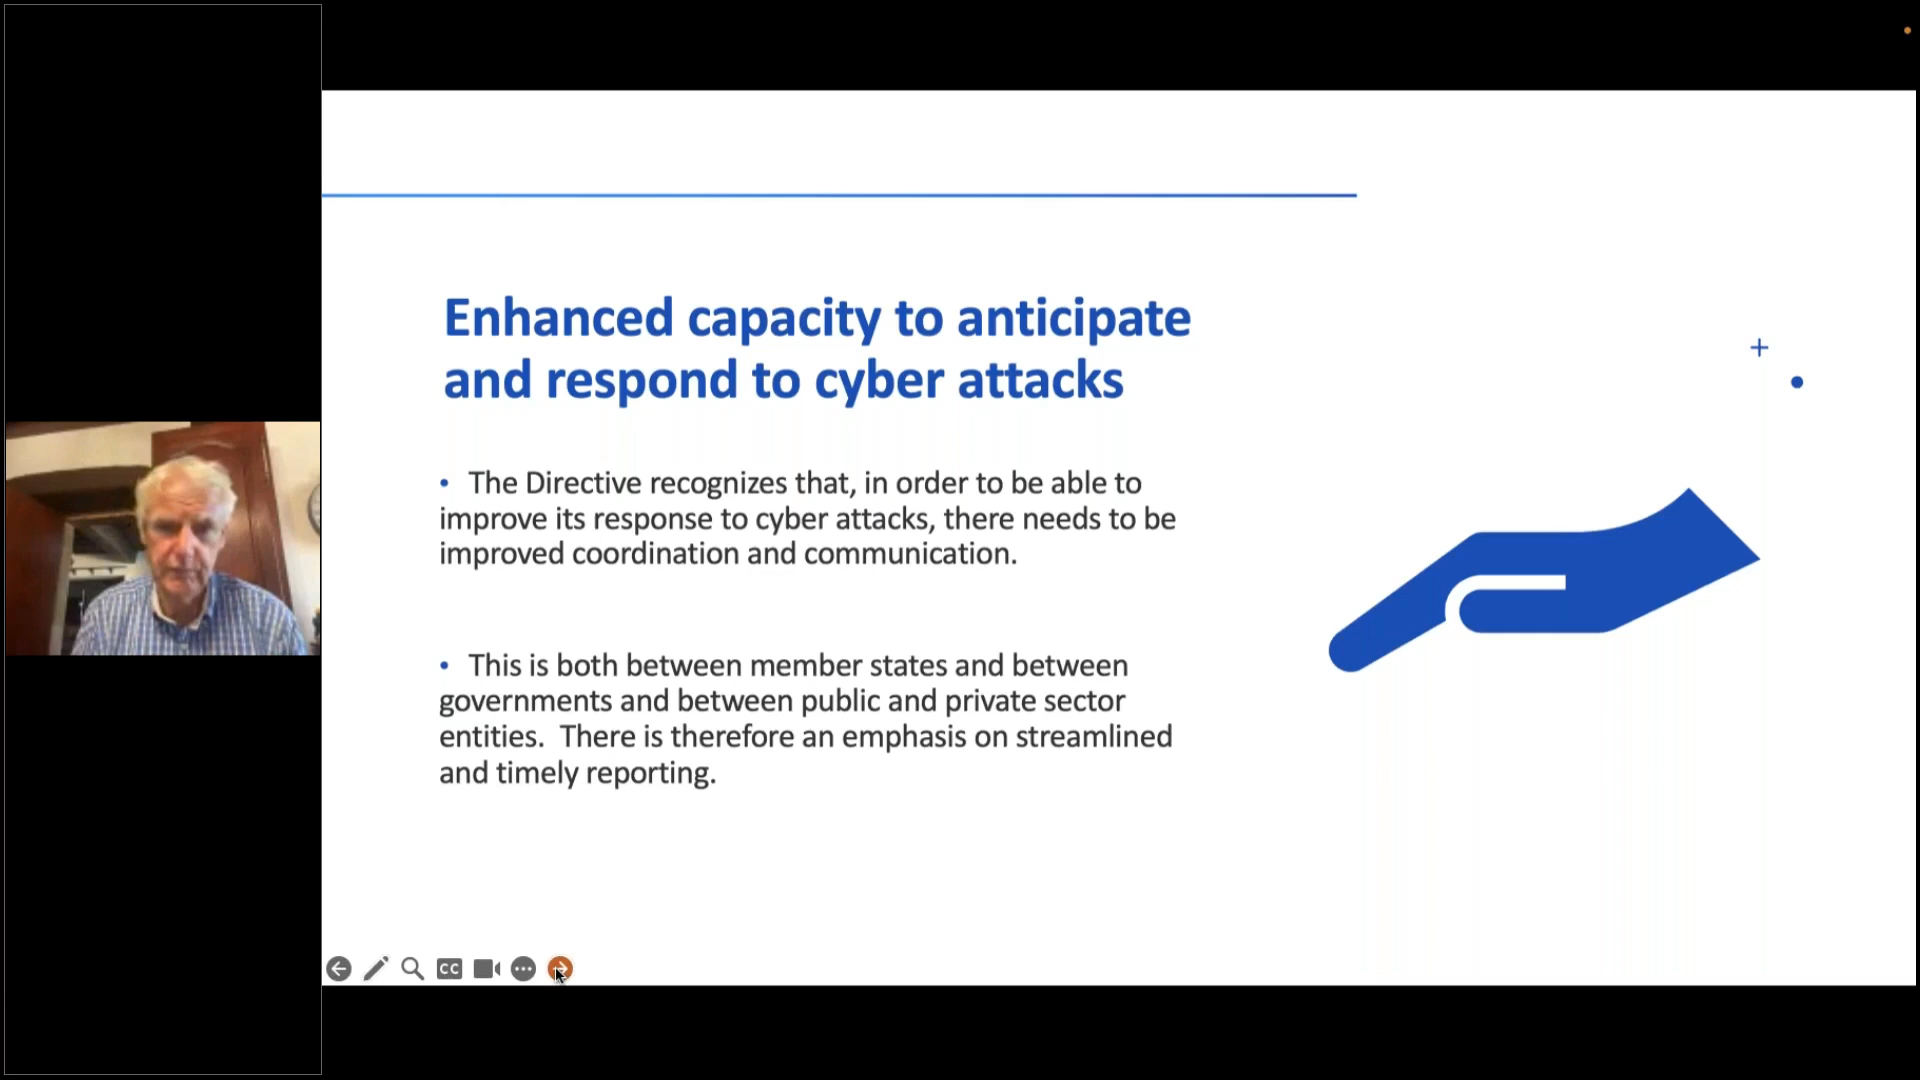 Enhanced capacity to anticipate
and respond to cyber attacks
• The Directive recognizes that, in order to be able to
improve its response to cyber attacks, there needs to be
improved coordination and communication.
• This is both between member states and between
governments and between public and private sector
entities.  There is therefore an emphasis on streamlined
and timely reporting.
CC